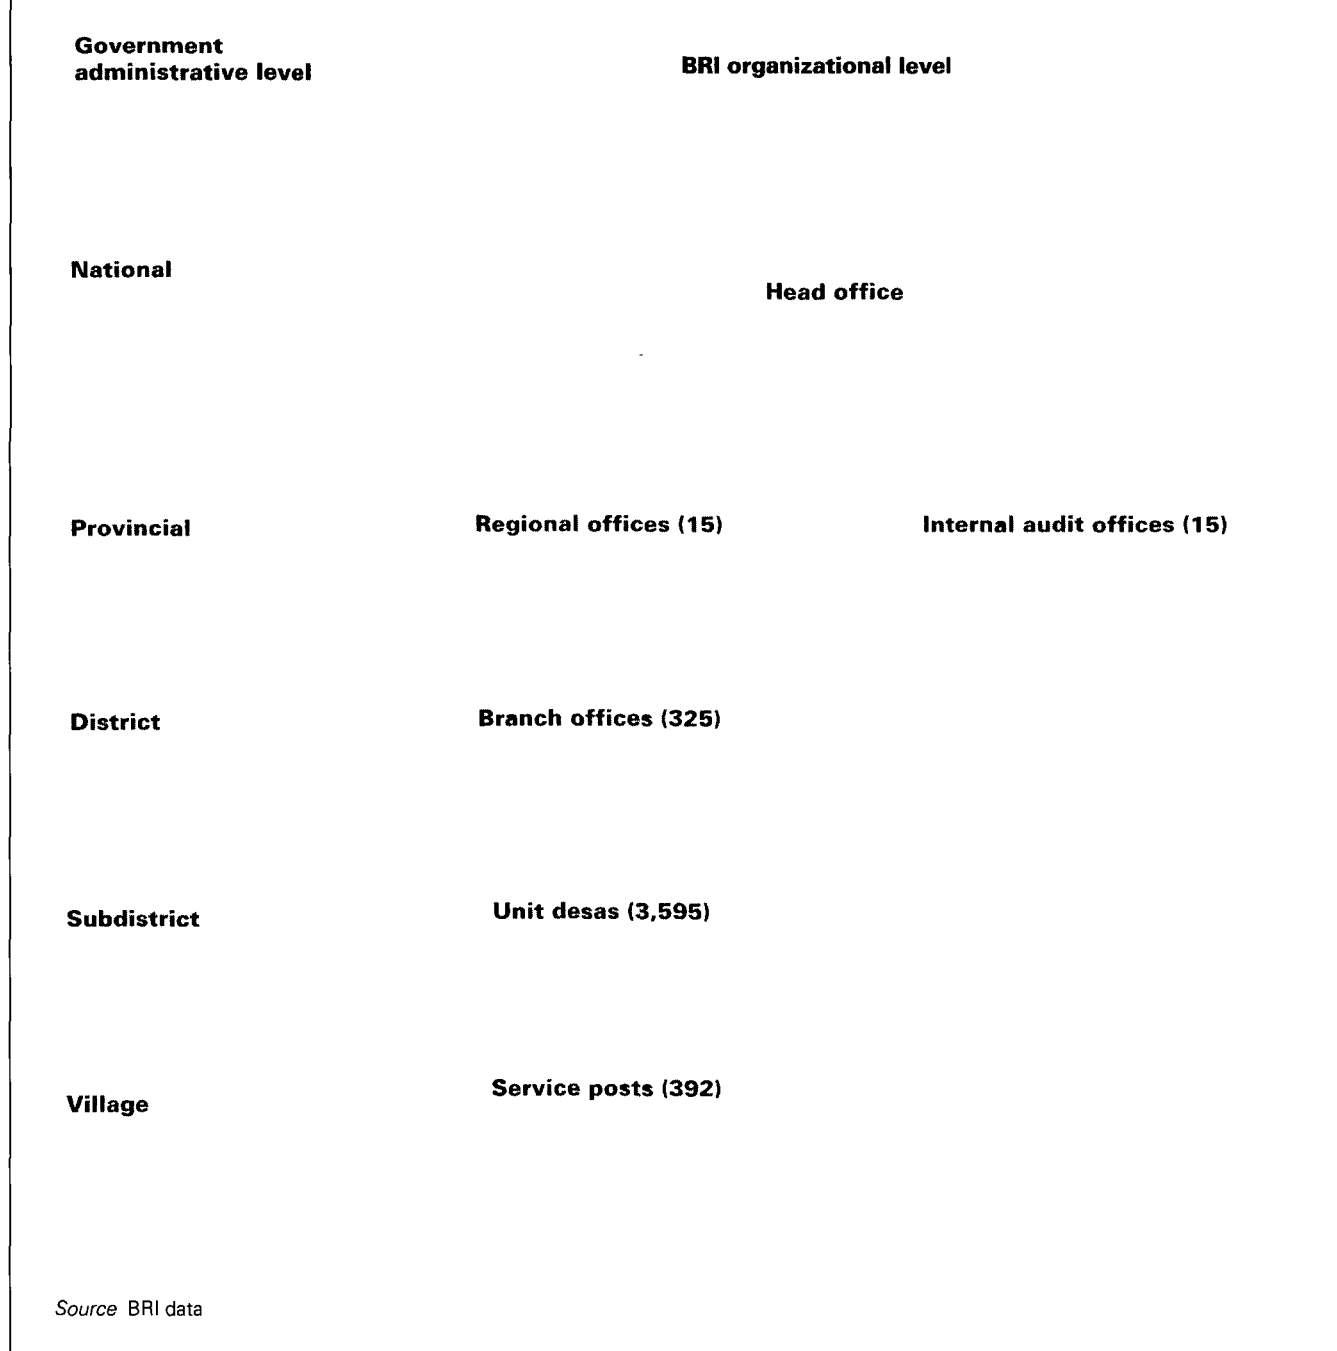 Government
administrative level
BRI organizational level
National
Head office
Provincial
Regional offices (15)
Internal audit offices (15)
District
Branch offices (325)
Subdistrict
Unit desas (3,595)
Village
Service posts (392)
Source BRI data